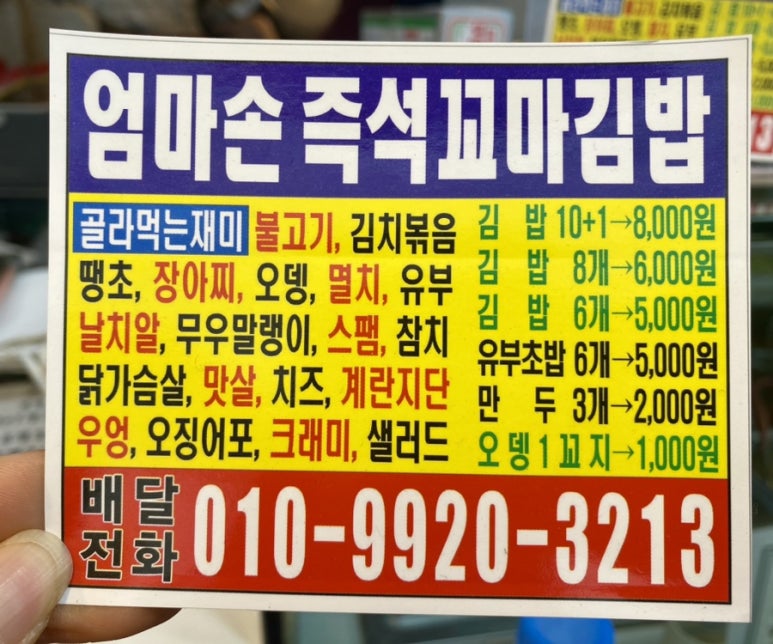 엄마손 즉석 꼬마김밥
골라먹는재미 불고기, 김치볶음
땡초, 장아찌, 오뎅, 멸치, 유부
날치알, 무우말랭이, 스팸, 참치
닭가슴살, 맛살, 치즈, 계란지단
우엉, 오징어포, 크래미, 샐러드
김 밥 10+1→8,000원
김 밥 8개→6,000원
김 밥 6개→5,000원
유부초밥 6개→5,000원
만 두 3개→2,000원
오뎅1꼬지→1,000원
배달
전화
010-9920-3213